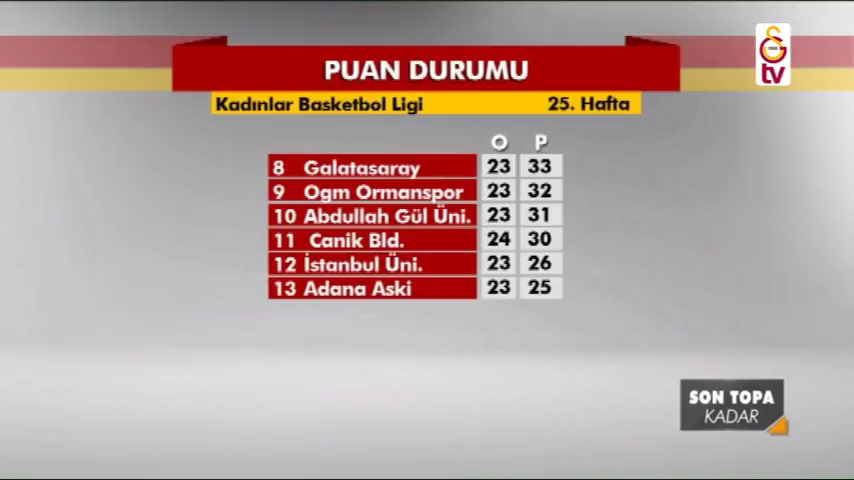 PUAN DURUMU
tv
Kadınlar Basketbol Ligi 25. Hafta
O P
8 Galatasaray 23 33
9 Ogm Ormanspor 23 32
10 Abdullah Gül Üni. 23 31
11 Canik Bld. 24 30
12 İstanbul Üni. 23 26
13 Adana Aski 23 25
SON TOPA
KADAR